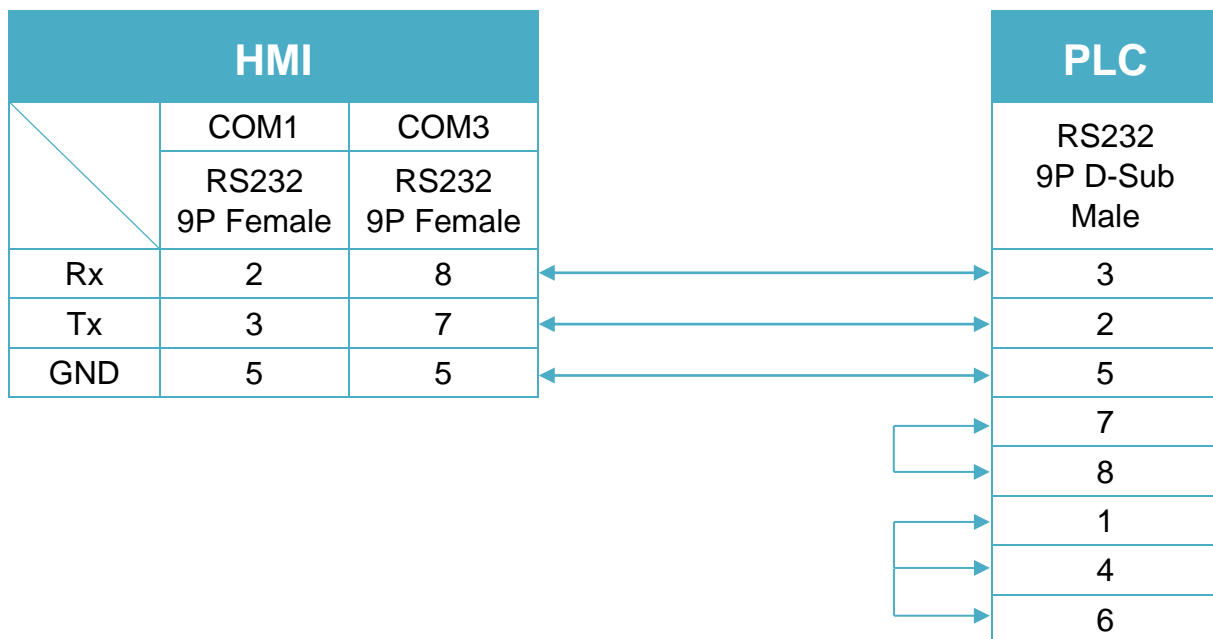 HMI
PLC
COM1 COM3
RS232
9P Female
RS232
9P Female
RS232
9P D-Sub
Male
Rx 2 8 3
Tx 3 7 2
GND 5 5 5
7
8
1
4
6